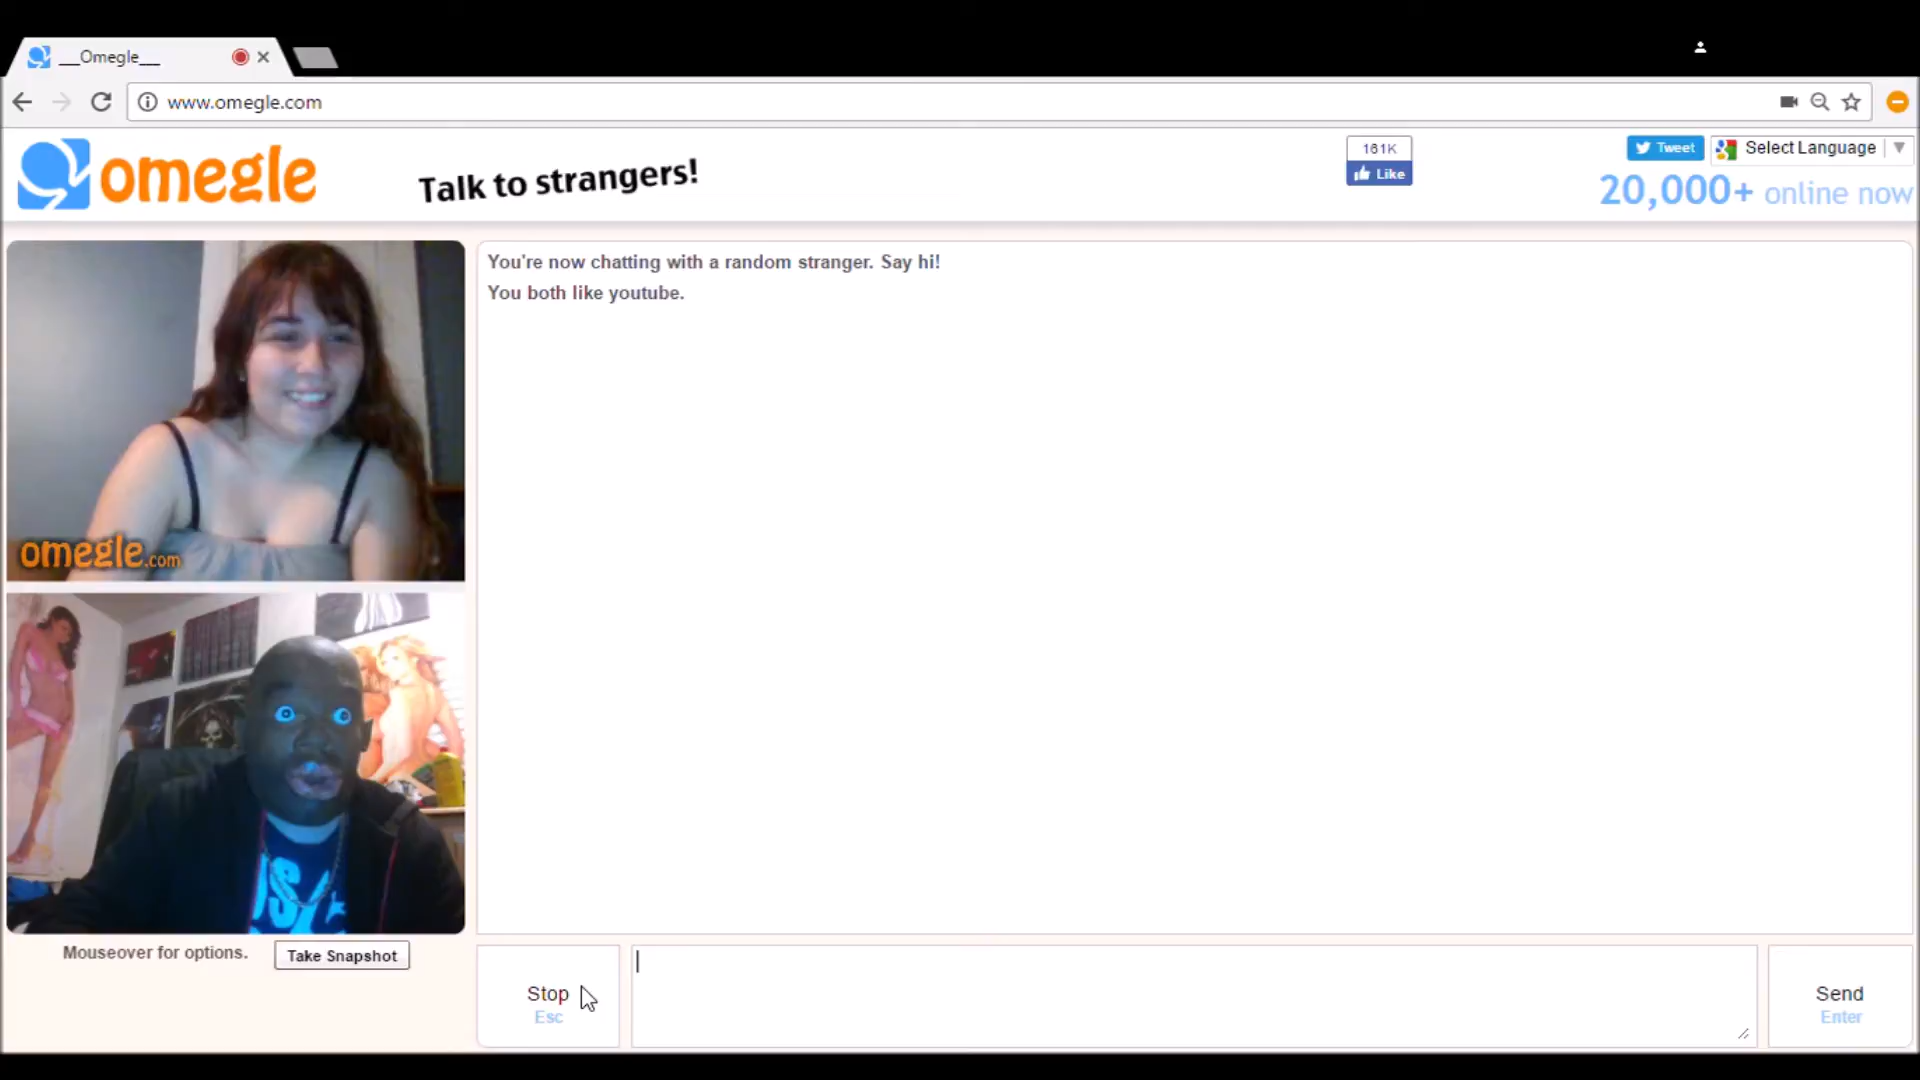 __Omegle__
www.omegle.com
omegle
Talk to strangers!
161K
Like
Tweet
Select Language
20,000+ online now
You're now chatting with a random stranger. Say hi!
You both like youtube.
omegle.com
USA
Mouseover for options.
Take Snapshot
Stop
Esc
Send
Enter